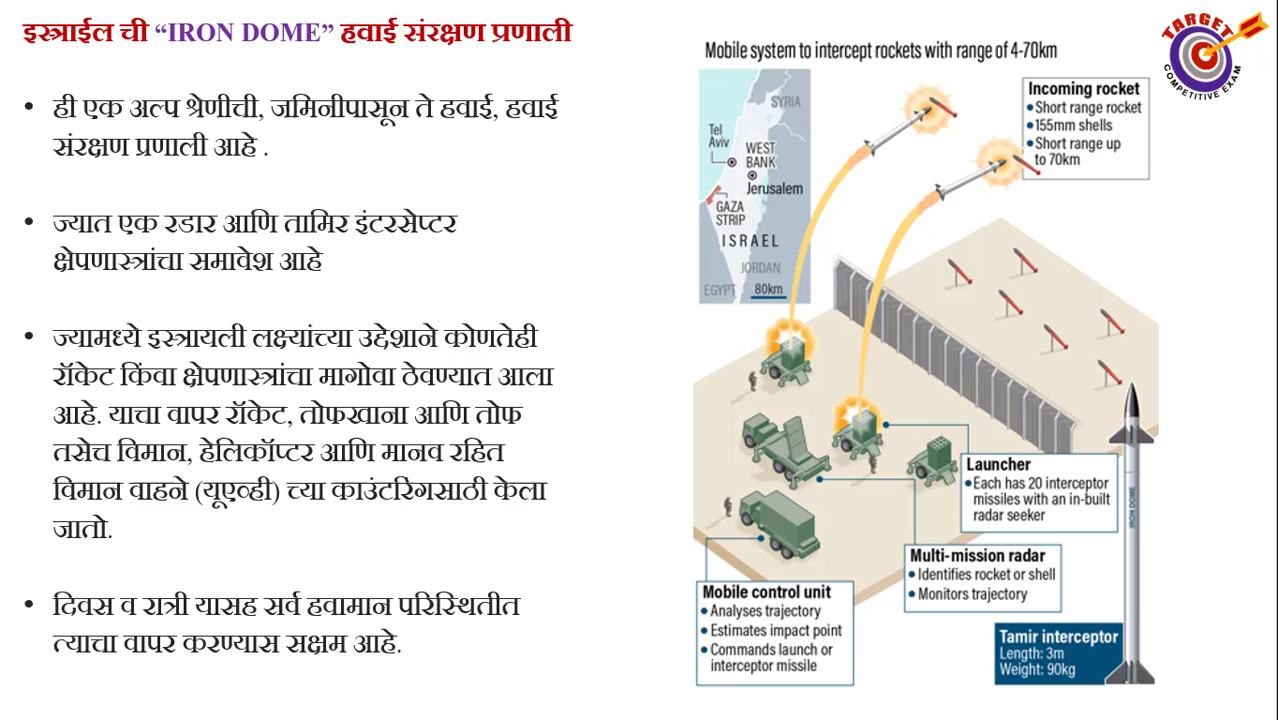 इस्त्राईल ची “IRON DOME” हवाई संरक्षण प्रणाली
• ही एक अल्प श्रेणीची, जमिनीपासून ते हवाई, हवाई
संरक्षण प्रणाली आहे .
• ज्यात एक रडार आणि तामिर इंटरसेप्टर
क्षेपणास्त्रांचा समावेश आहे
• ज्यामध्ये इस्त्रायली लक्ष्यांच्या उद्देशाने कोणतेही
रॉकेट किंवा क्षेपणास्त्रांचा मागोवा ठेवण्यात आला
आहे. याचा वापर रॉकेट, तोफखाना आणि तोफ
तसेच विमान, हेलिकॉप्टर आणि मानव रहित
विमान वाहने (यूएव्ही) च्या काउंटरिंगसाठी केला
जातो.
• दिवस व रात्री यासह सर्व हवामान परिस्थितीत
त्याचा वापर करण्यास सक्षम आहे.
TARGET
COMPETITIVE EXAM
Mobile system to intercept rockets with range of 4-70km
SYRIA
Tel
Aviv
WEST
BANK
Jerusalem
GAZA
STRIP
ISRAEL
JORDAN
EGYPT
80km
Incoming rocket
• Short range rocket
• 155mm shells
• Short range up
to 70km
Launcher
• Each has 20 interceptor
missiles with an in-built
radar seeker
Multi-mission radar
• Identifies rocket or shell
• Monitors trajectory
Mobile control unit
• Analyses trajectory
• Estimates impact point
• Commands launch or
interceptor missile
IRON DOME
Tamir interceptor
Length: 3m
Weight: 90kg